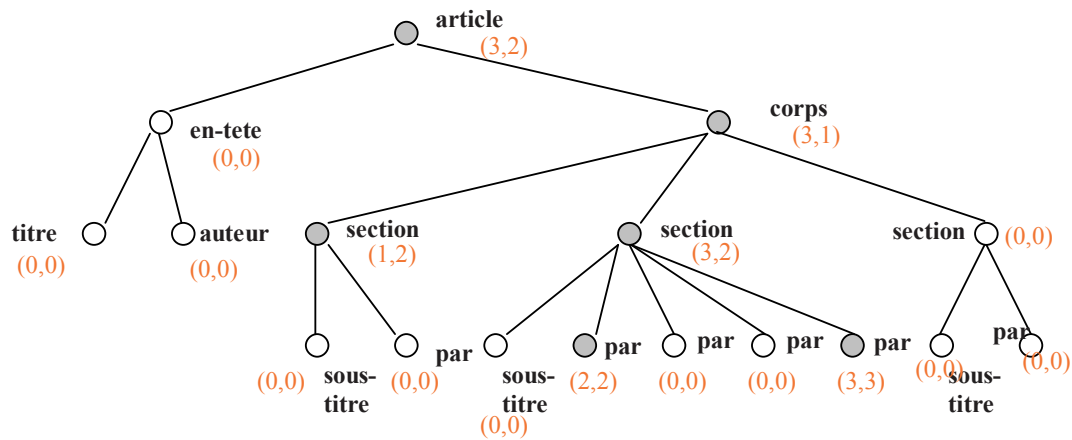 article
(3,2)
corps
(3,1)
en-tete
(0,0)
titre
(0,0)
auteur
(0,0)
section
(1,2)
section
(3,2)
section
(0,0)
(0,0)
sous-
titre
(0,0)
par
sous-
titre
(0,0)
par
(2,2)
par
(0,0)
par
(0,0)
par
(3,3)
(0,0)
sous-
titre
par
(0,0)